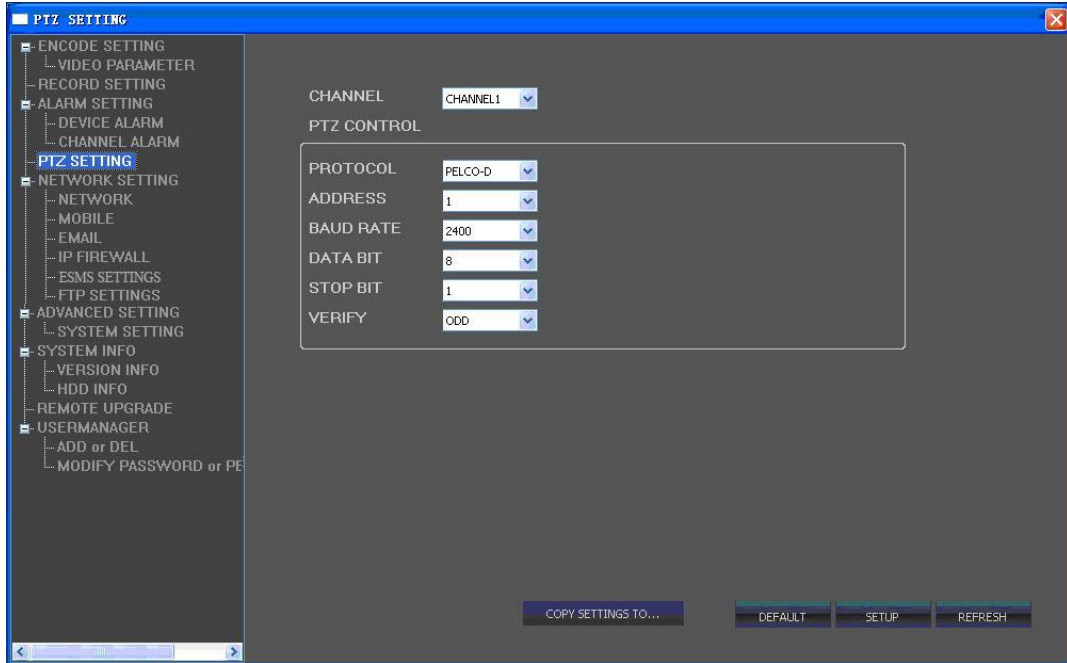 PTZ SETTING
ENCODE SETTING
VIDEO PARAMETER
RECORD SETTING
ALARM SETTING
DEVICE ALARM
CHANNEL ALARM
PTZ SETTING
NETWORK SETTING
NETWORK
MOBILE
EMAIL
IP FIREWALL
ESMS SETTINGS
FTP SETTINGS
ADVANCED SETTING
SYSTEM SETTING
SYSTEM INFO
VERSION INFO
HDD INFO
REMOTE UPGRADE
USERMANAGER
ADD or DEL
MODIFY PASSWORD or PE
CHANNEL CHANNEL1
PTZ CONTROL
PROTOCOL PELCO-D
ADDRESS 1
BAUD RATE 2400
DATA BIT 8
STOP BIT 1
VERIFY ODD
COPY SETTINGS TO... DEFAULT SETUP REFRESH